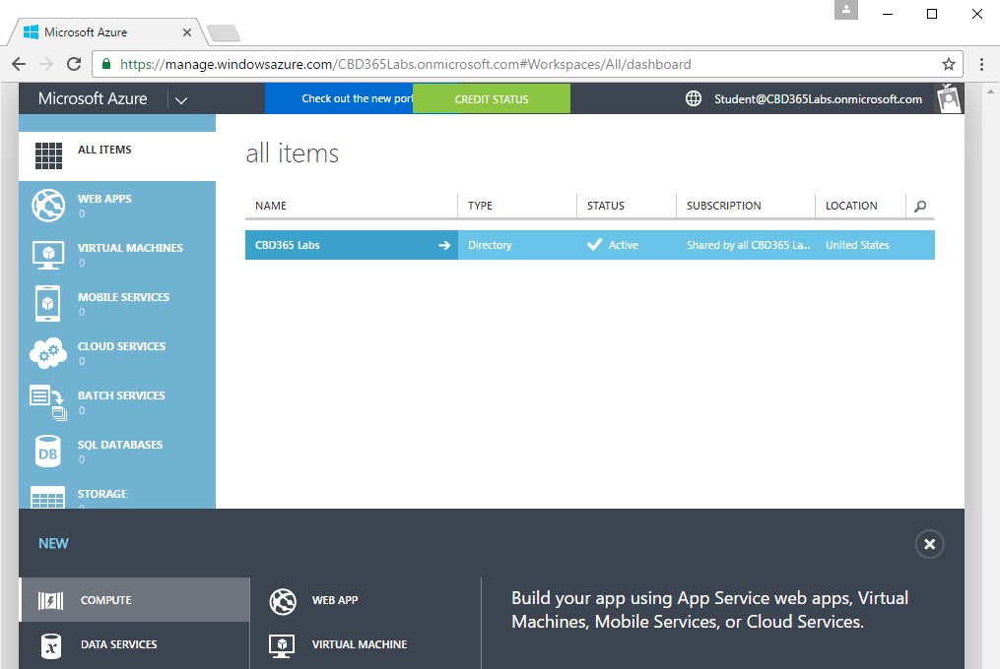 Microsoft Azure
https://manage.windowsazure.com/CBD365Labs.onmicrosoft.com#Workspaces/All/dashboard
Microsoft Azure
Check out the new port
CREDIT STATUS
Student@CBD365Labs.onmicrosoft.com
ALL ITEMS
WEB APPS
0
VIRTUAL MACHINES
0
MOBILE SERVICES
0
CLOUD SERVICES
0
BATCH SERVICES
0
DB
SQL DATABASES
0
STORAGE
0
all items
NAME TYPE STATUS SUBSCRIPTION LOCATION
CBD365 Labs Directory Active Shared by all CBD365 La... United States
NEW
COMPUTE
DATA SERVICES
WEB APP
VIRTUAL MACHINE
Build your app using App Service web apps, Virtual
Machines, Mobile Services, or Cloud Services.